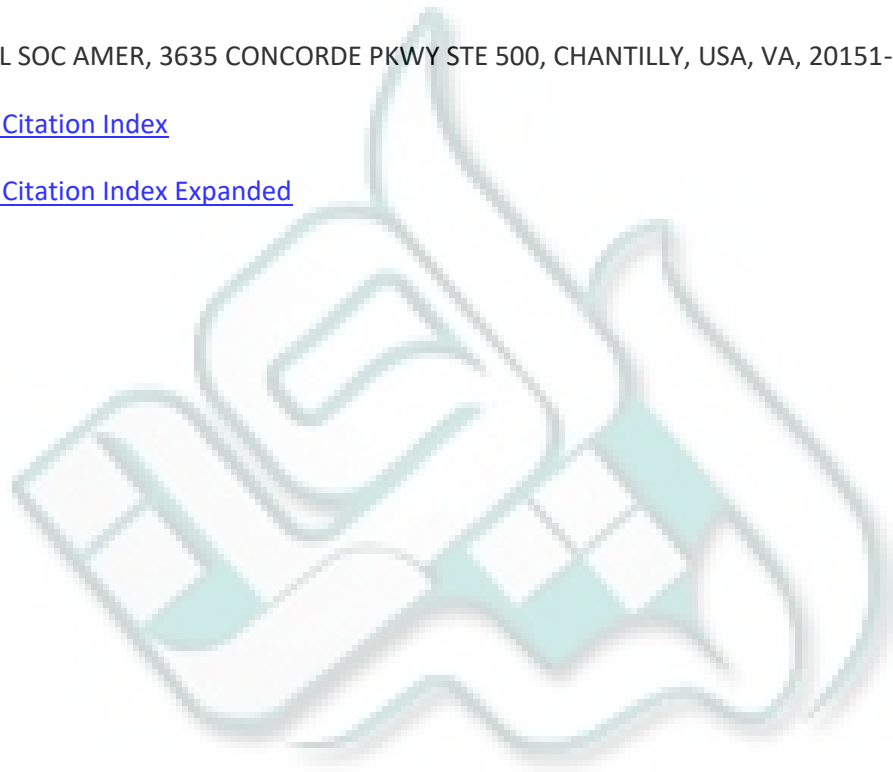 L SOC AMER, 3635 CONCORDE PKWY STE 500, CHANTILLY, USA, VA, 20151-
Citation Index
Citation Index Expanded